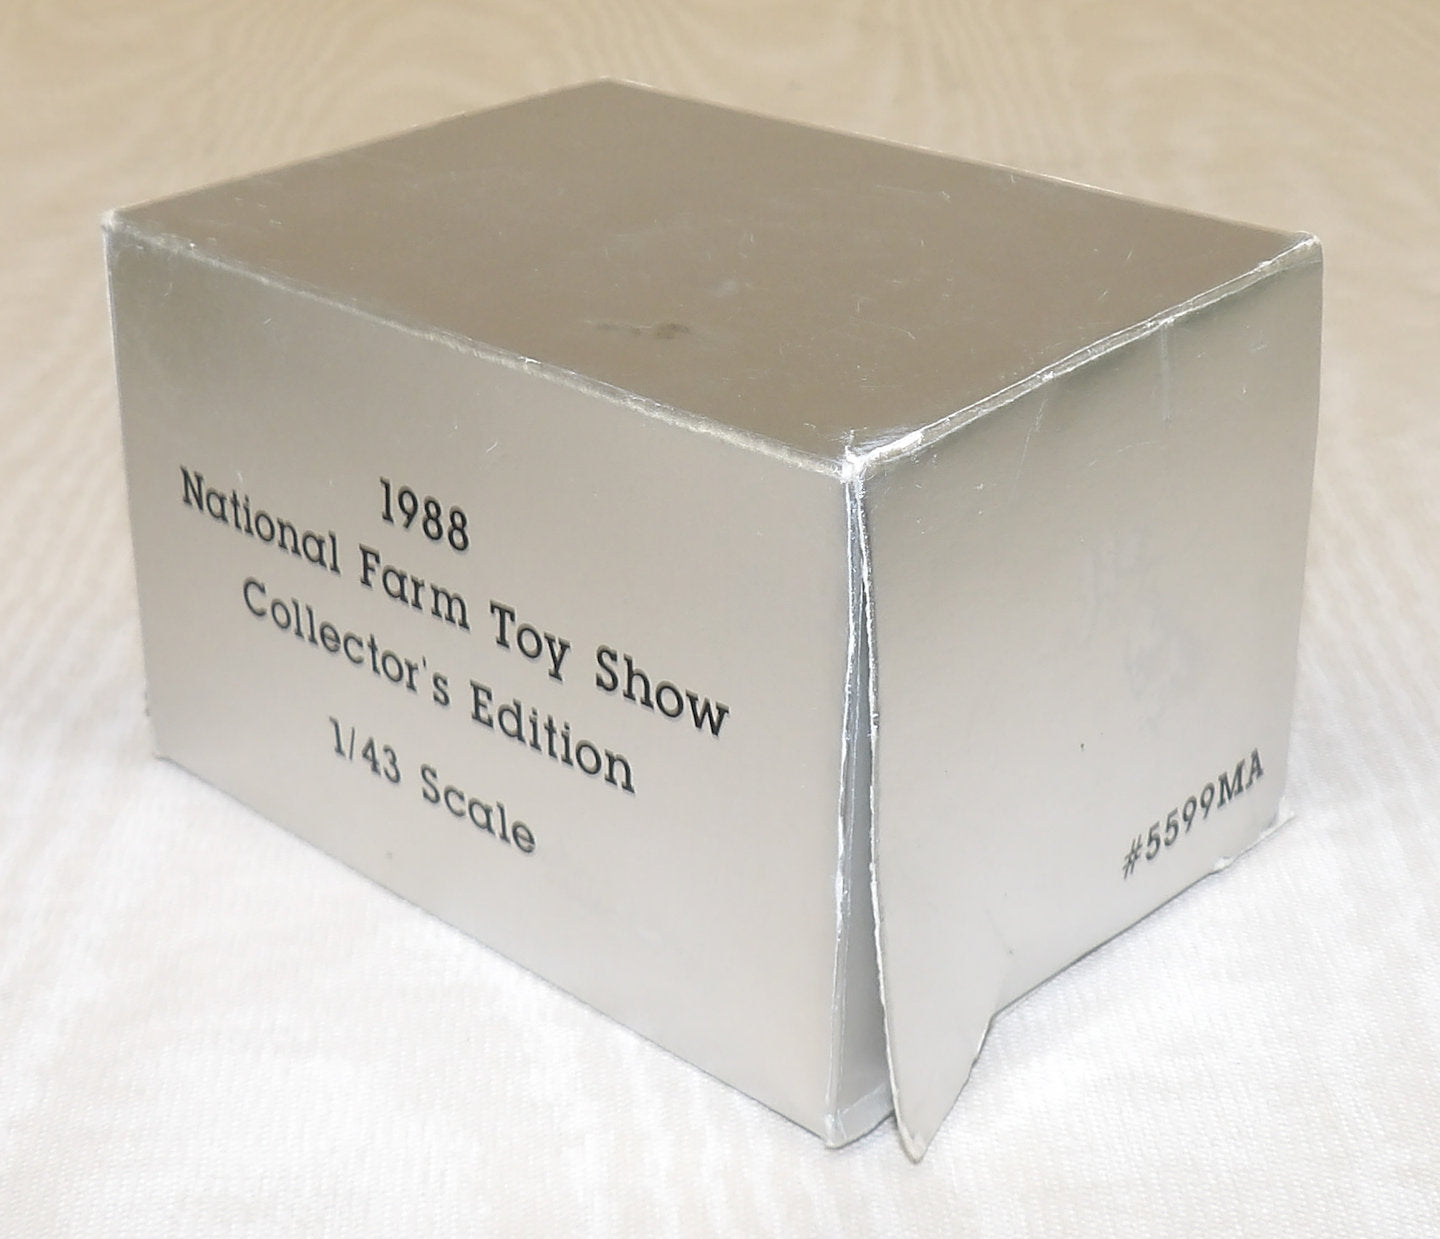 1988
National Farm Toy Show
Collector's Edition
1/43 Scale
#5599MA